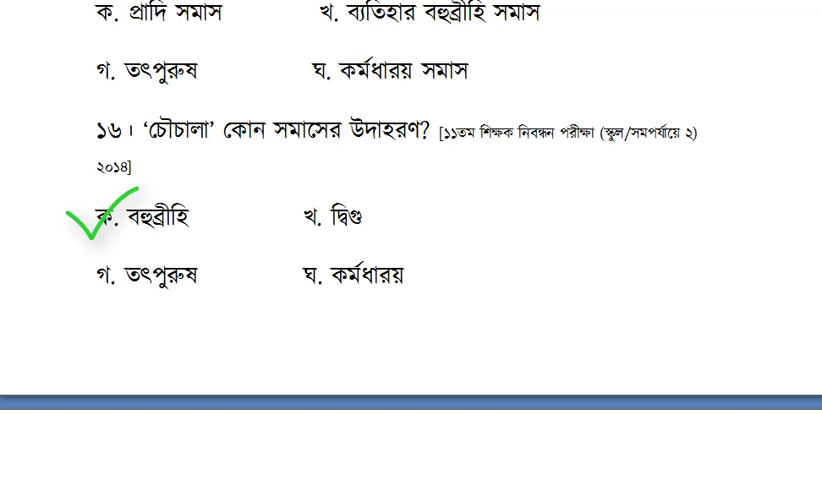 ক. প্রাদি সমাস খ. ব্যতিহার বহুব্রীহি সমাস
গ. তৎপুরুষ ঘ. কর্মধারয় সমাস
১৬। ‘চৌচালা’ কোন সমাসের উদাহরণ? [১১তম শিক্ষক নিবন্ধন পরীক্ষা (স্কুল/সমপর্যায়ে ২)
২০১৪]
ক. বহুব্রীহি খ. দ্বিগু
গ. তৎপুরুষ ঘ. কর্মধারয়